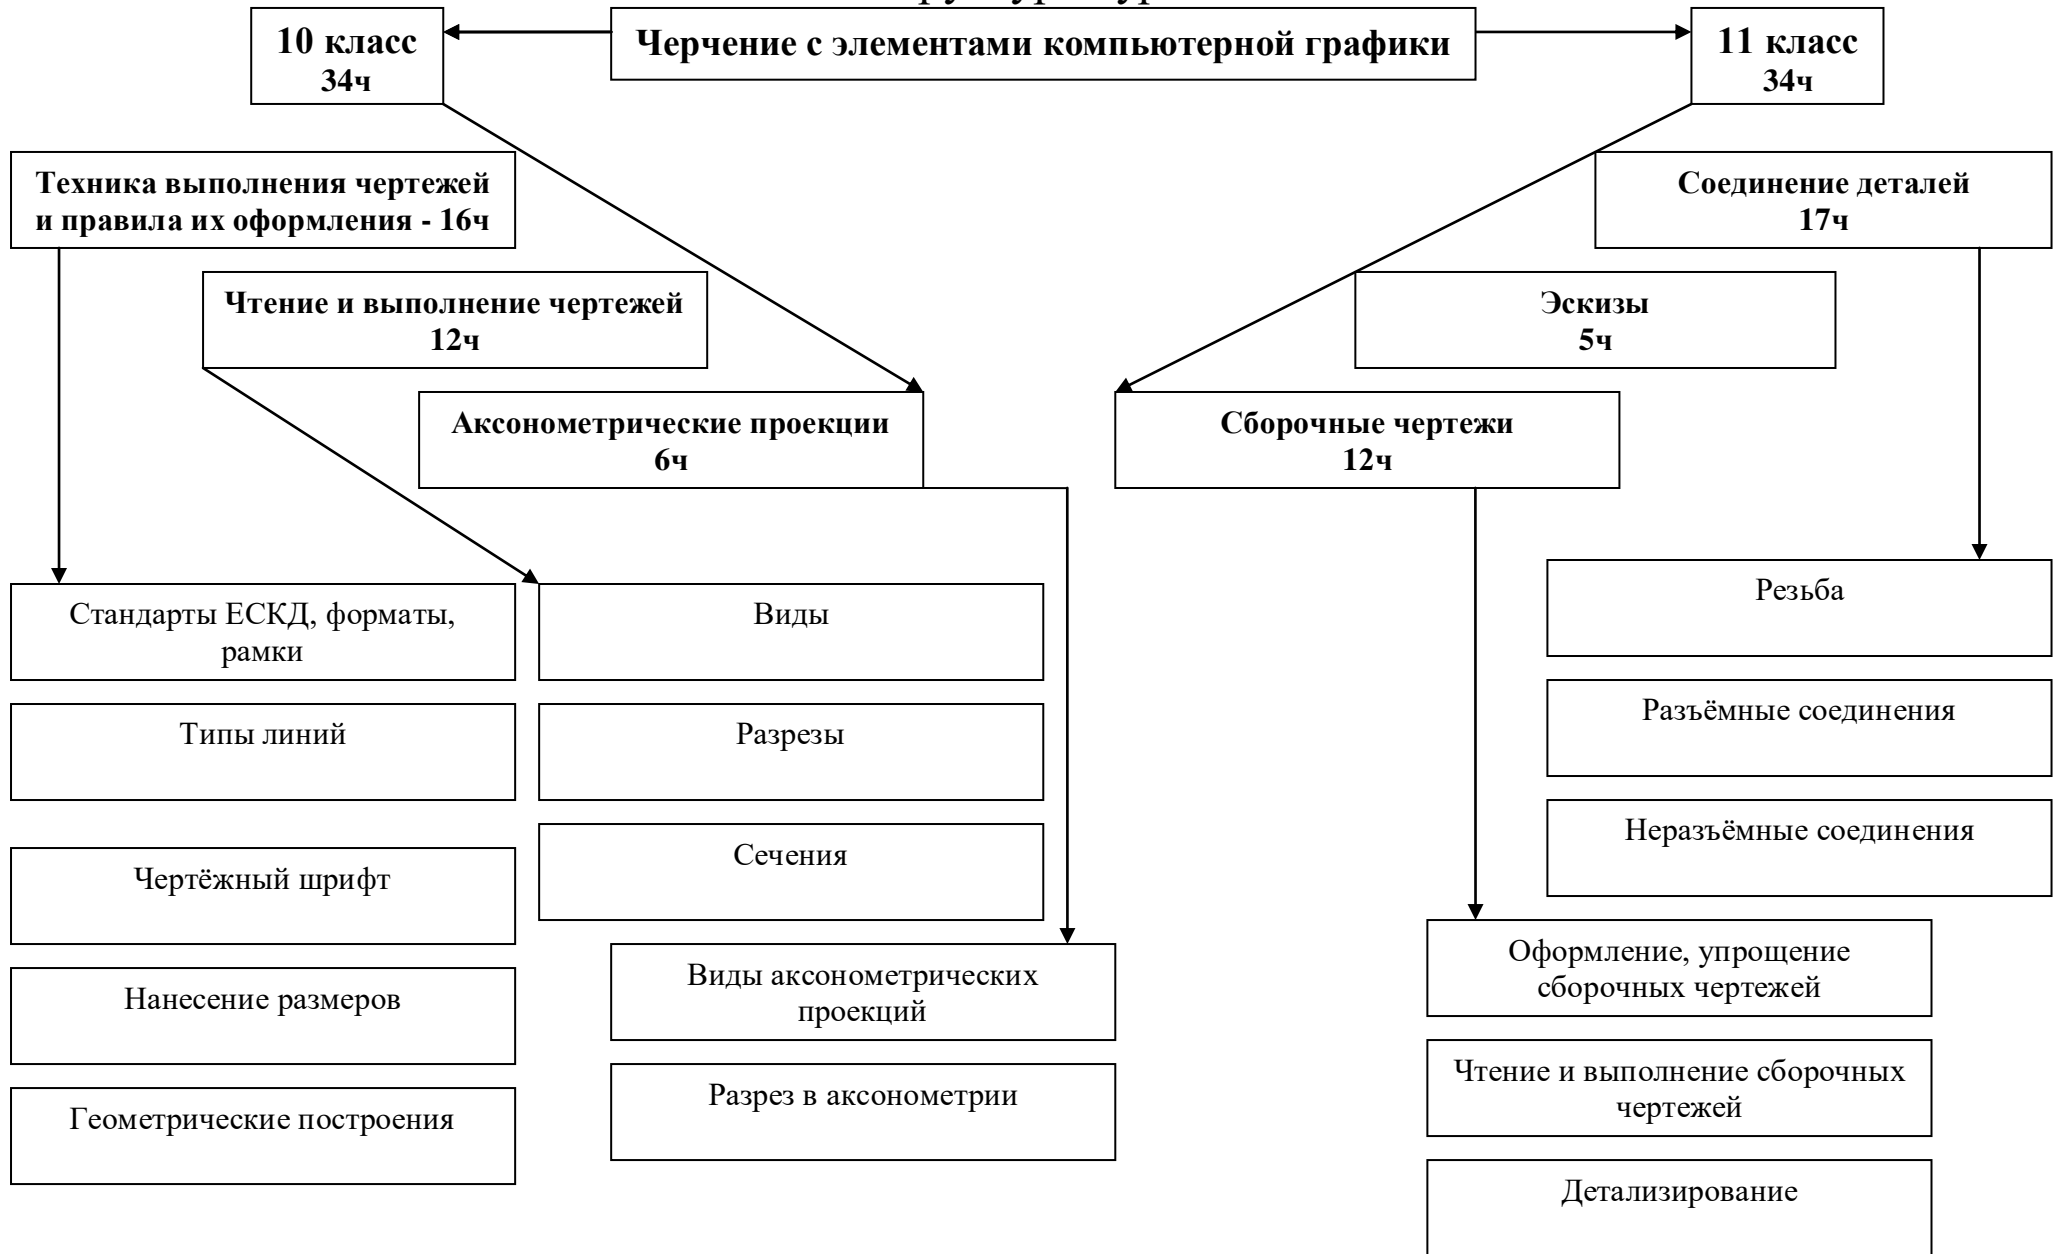 10 класс
34ч
Черчение с элементами компьютерной графики
11 класс
34ч
Техника выполнения чертежей
и правила их оформления - 16ч
Соединение деталей
17ч
Чтение и выполнение чертежей
12ч
Эскизы
5ч
Аксонометрические проекции
6ч
Сборочные чертежи
12ч
Стандарты ЕСКД, форматы,
рамки
Типы линий
Чертёжный шрифт
Нанесение размеров
Геометрические построения
Виды
Разрезы
Сечения
Виды аксонометрических
проекций
Разрез в аксонометрии
Резьба
Разъёмные соединения
Неразъёмные соединения
Оформление, упрощение
сборочных чертежей
Чтение и выполнение сборочных
чертежей
Детализирование